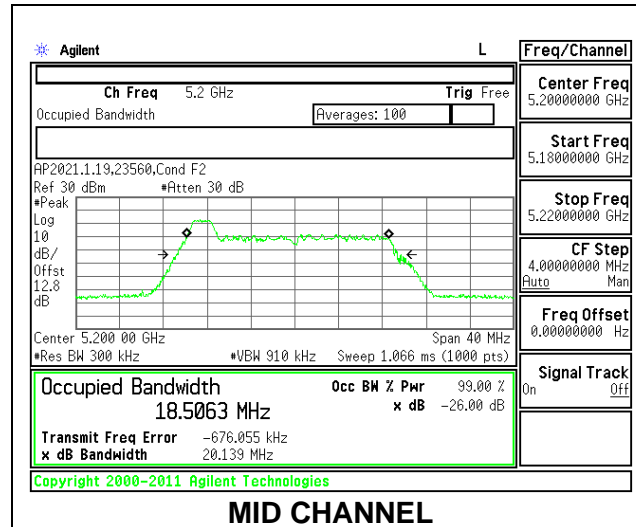 Agilent
L
Freq/Channel
Ch Freq 5.2 GHz Trig Free
Occupied Bandwidth Averages: 100
Center Freq
5.20000000 GHz
Start Freq
5.18000000 GHz
Stop Freq
5.22000000 GHz
CF Step
4.00000000 MHz
Auto Man
Freq Offset
0.00000000 Hz
Signal Track
On Off
AP2021.1.19,23560,Cond F2
Ref 30 dBm #Atten 30 dB
#Peak
Log
10
dB/
Offst
12.8
dB
Center 5.200 00 GHz Span 40 MHz
#Res BW 300 kHz #VBW 910 kHz Sweep 1.066 ms (1000 pts)
Occupied Bandwidth Occ BW % Pwr 99.00 %
18.5063 MHz x dB -26.00 dB
Transmit Freq Error -676.055 kHz
x dB Bandwidth 20.139 MHz
Copyright 2000-2011 Agilent Technologies
MID CHANNEL